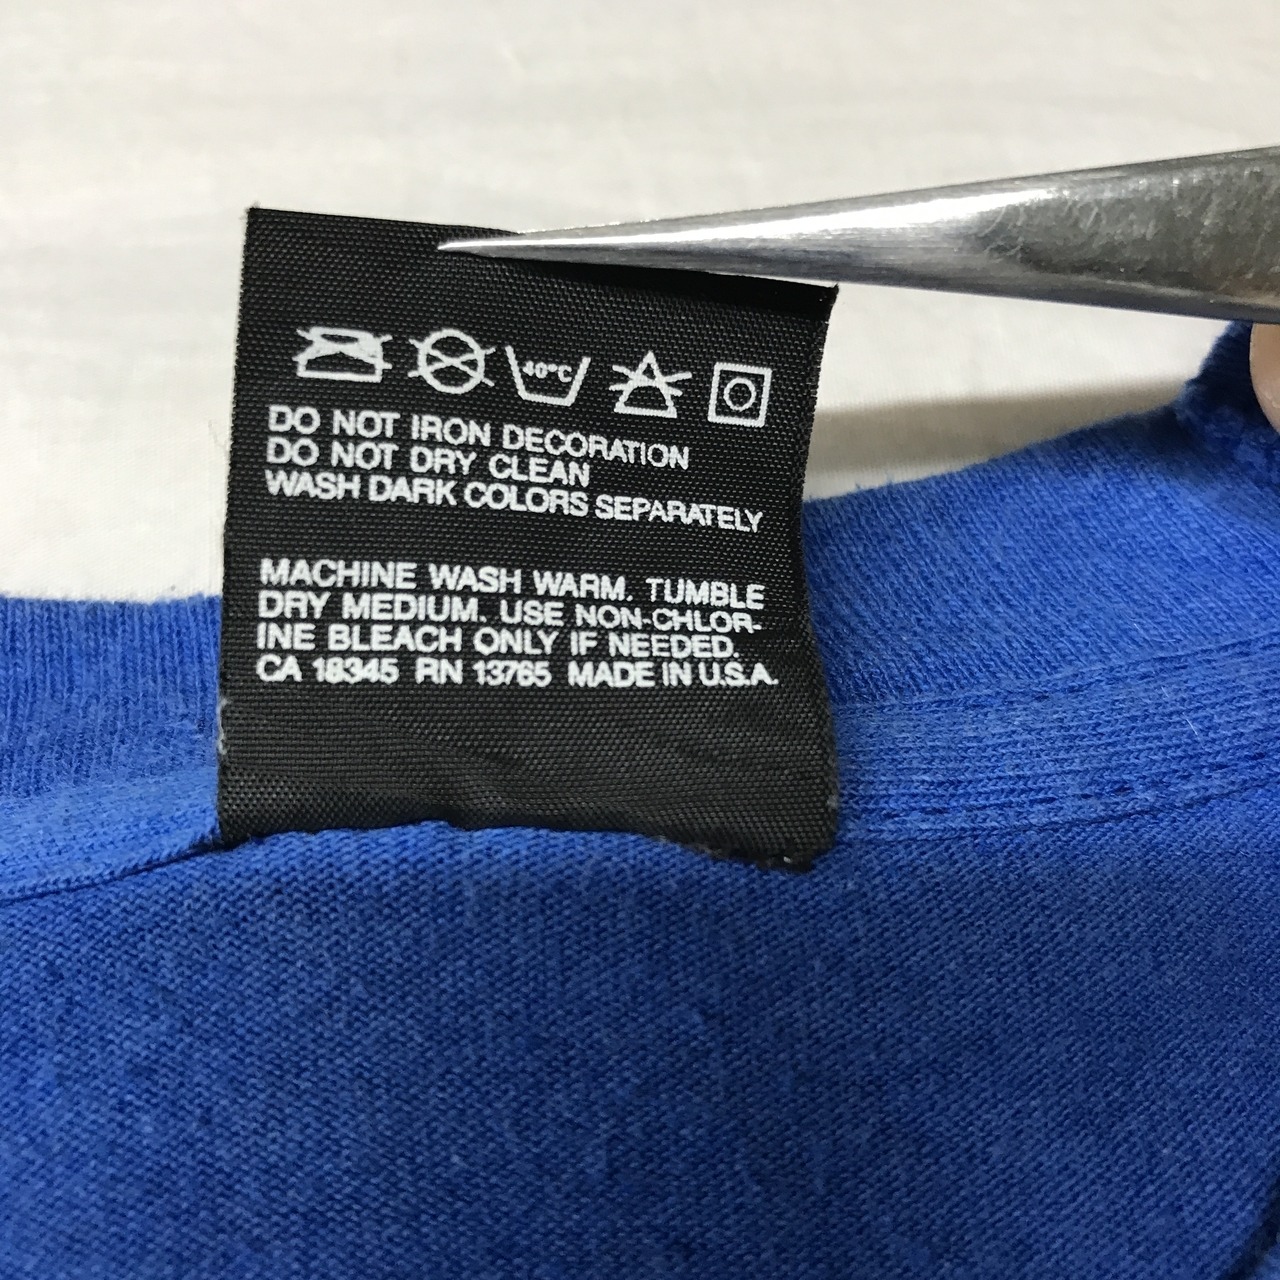 40°C
DO NOT IRON DECORATION
DO NOT DRY CLEAN
WASH DARK COLORS SEPARATELY
MACHINE WASH WARM. TUMBLE
DRY MEDIUM. USE NON-CHLOR-
INE BLEACH ONLY IF NEEDED.
CA 18345 RN 13765 MADE IN U.S.A.